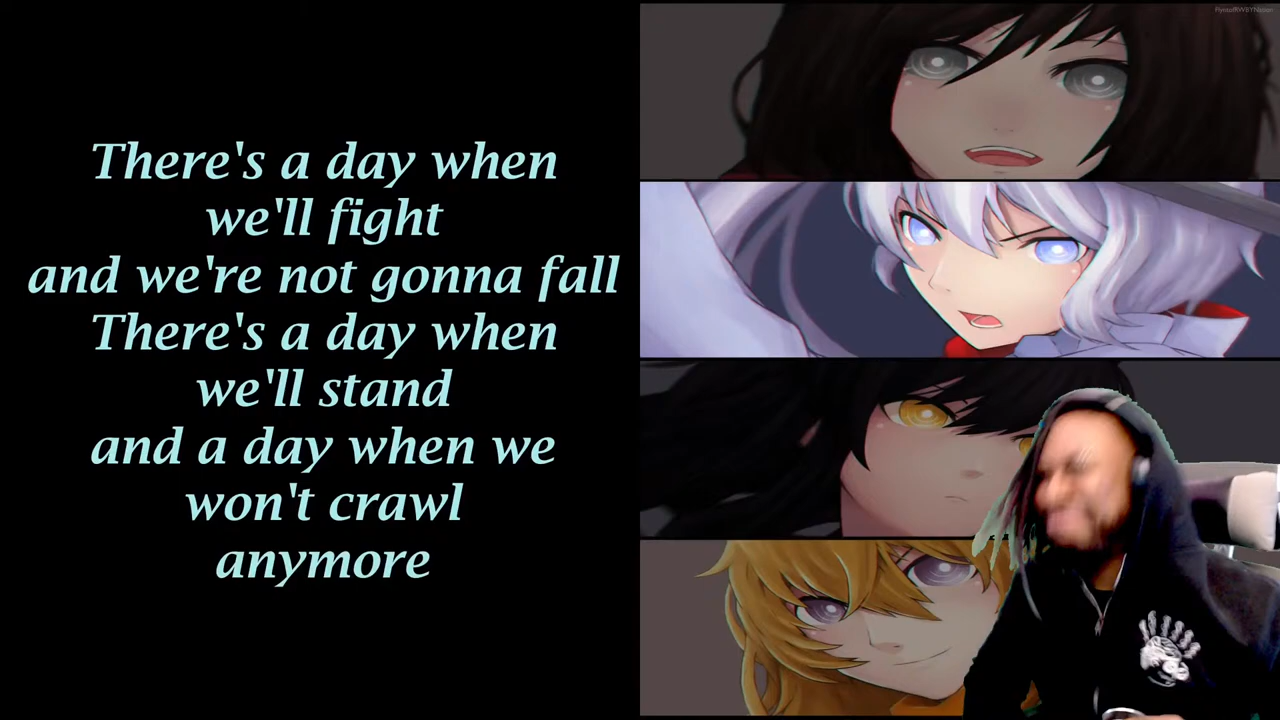 There's a day when
we'll fight
and we're not gonna fall
There's a day when
we'll stand
and a day when we
won't crawl
anymore